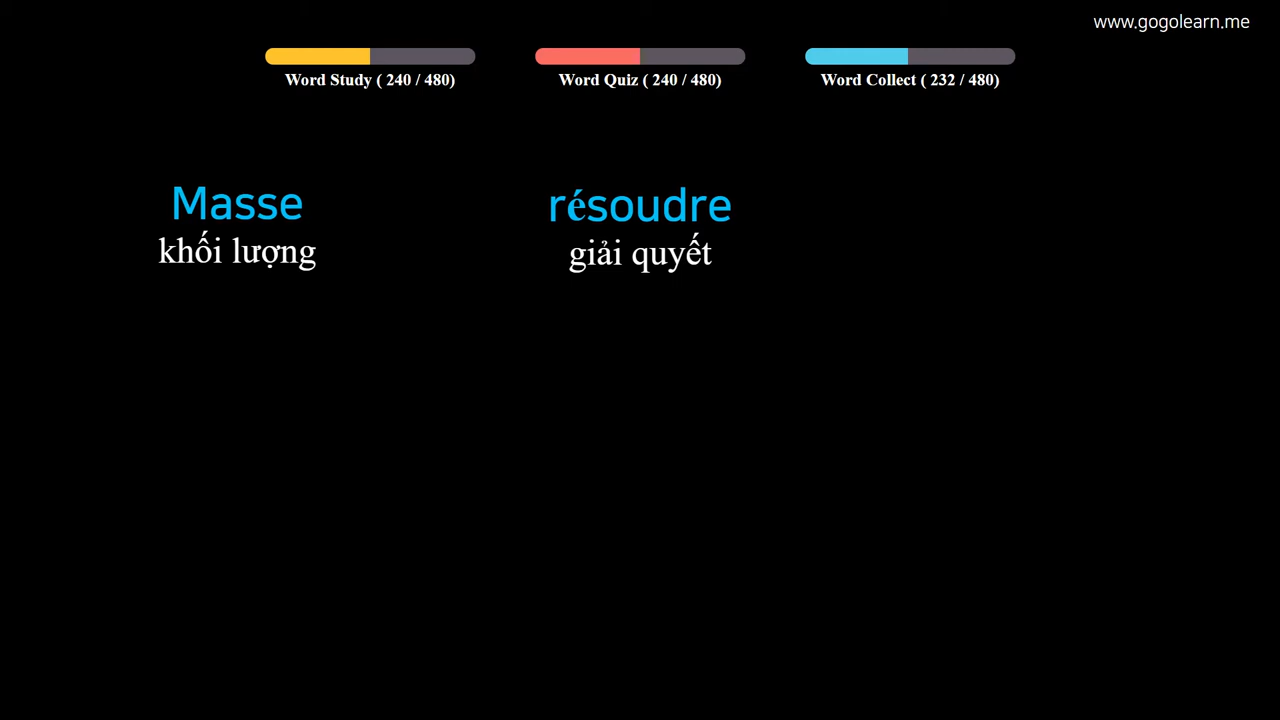 www.gogolearn.me
Word Study ( 240 / 480)
Word Quiz ( 240 / 480)
Word Collect ( 232 / 480)
Masse
khối lượng
résoudre
giải quyết